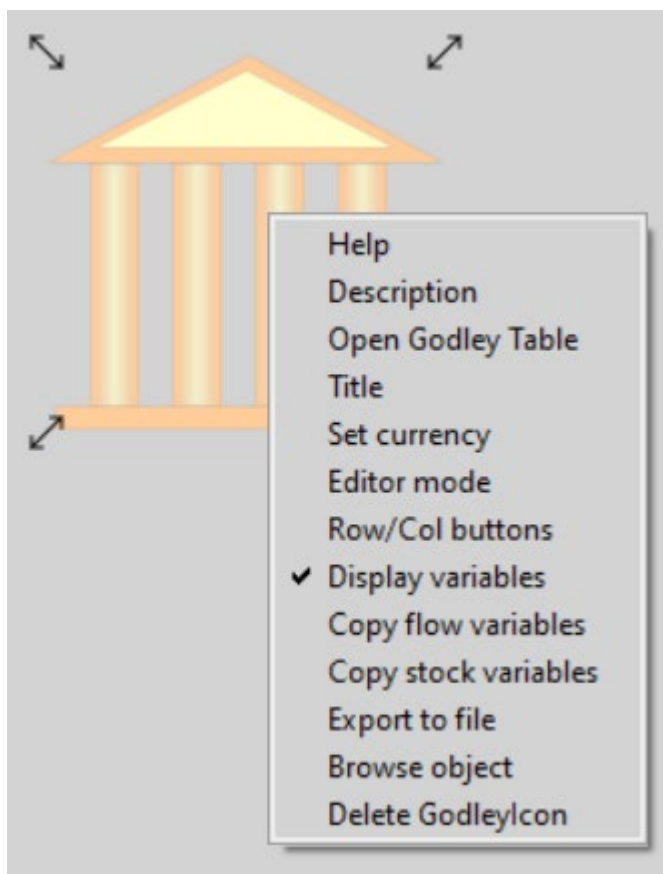 Help
Description
Open Godley Table
Title
Set currency
Editor mode
Row/Col buttons
Display variables
Copy flow variables
Copy stock variables
Export to file
Browse object
Delete GodleyIcon